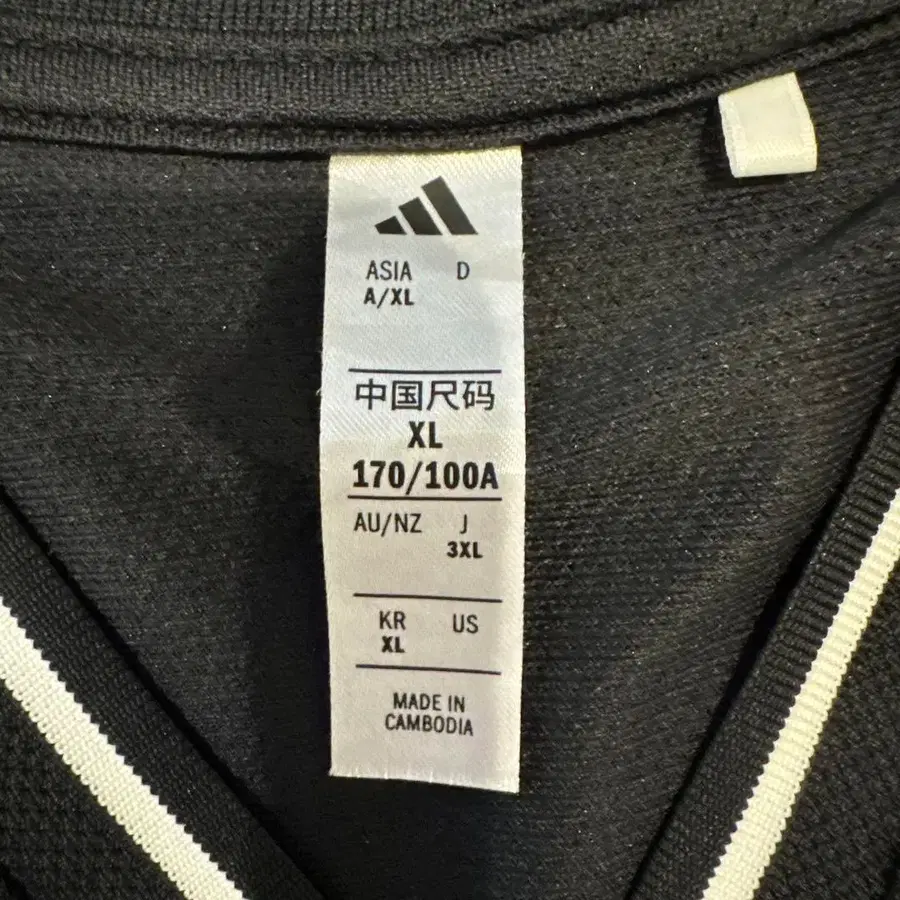 ASIA D
A/XL
中国尺码
XL
170/100A
AU/NZ J
3XL
KR US
XL
MADE IN
CAMBODIA